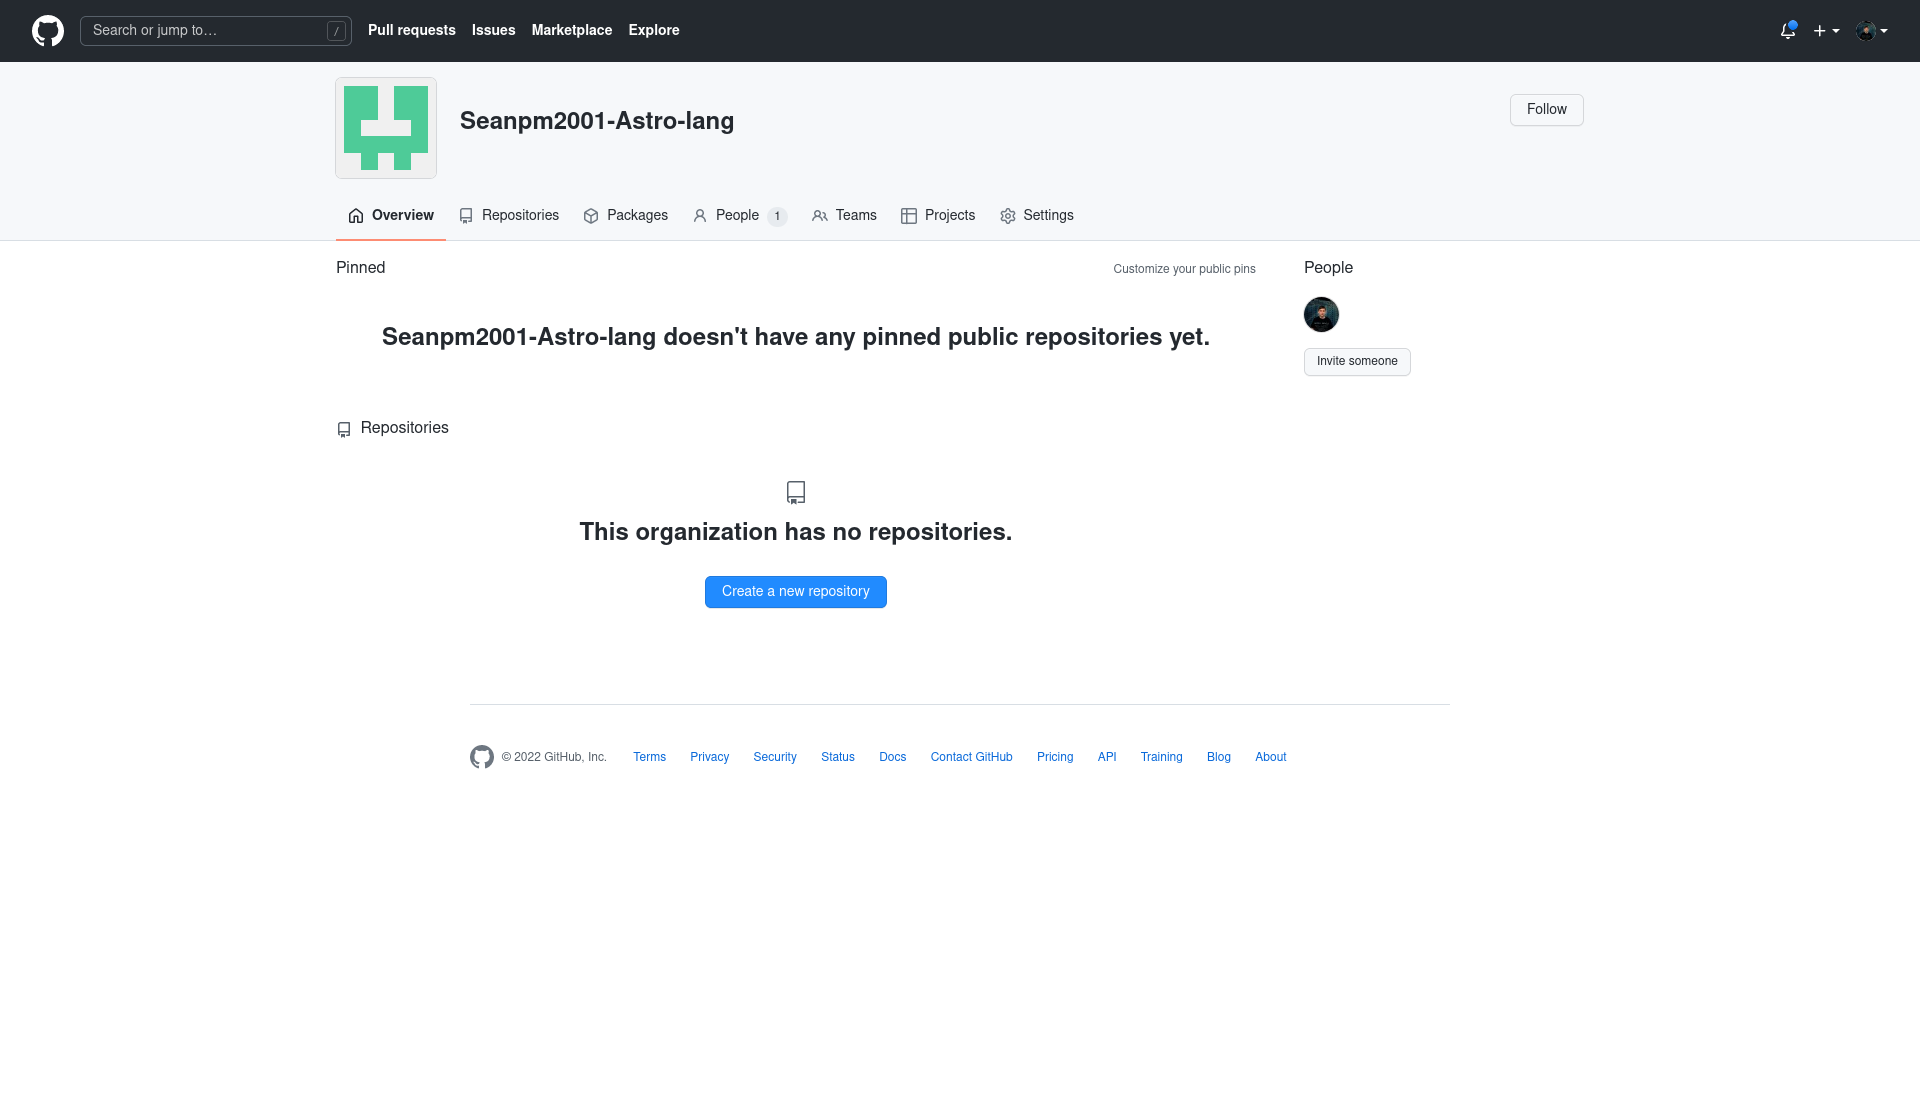 Search or jump to… /
Pull requests Issues Marketplace Explore
Seanpm2001-Astro-lang
Follow
Overview Repositories Packages People 1 Teams Projects Settings
Pinned
Customize your public pins
Seanpm2001-Astro-lang doesn't have any pinned public repositories yet.
People
Invite someone
Repositories
This organization has no repositories.
Create a new repository
© 2022 GitHub, Inc. Terms Privacy Security Status Docs Contact GitHub Pricing API Training Blog About